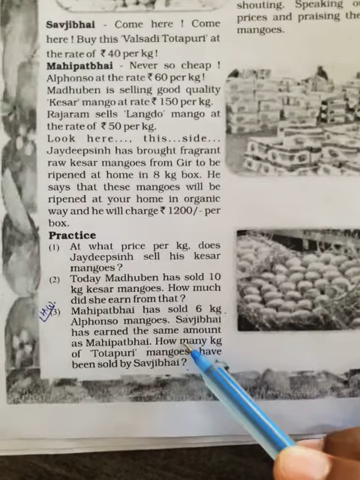 shouting. Speaking o
prices and praising the
mangoes.
Savjibhai - Come here ! Come
here ! Buy this 'Valsadi Totapuri' at
the rate of ₹ 40 per kg !
Mahipatbhai - Never so cheap !
Alphonso at the rate ₹ 60 per kg !
Madhuben is selling good quality
'Kesar' mango at rate ₹ 150 per kg.
Rajaram sells 'Langdo' mango at
the rate of ₹ 50 per kg.
Look here..., this...side...
Jaydeepsinh has brought fragrant
raw kesar mangoes from Gir to be
ripened at home in 8 kg box. He
says that these mangoes will be
ripened at your home in organic
way and he will charge ₹ 1200/- per
box.
Practice
(1) At what price per kg, does
Jaydeepsinh sell his kesar
mangoes ?
(2) Today Madhuben has sold 10
kg kesar mangoes. How much
did she earn from that ?
H.W.
(3) Mahipatbhai has sold 6 kg
Alphonso mangoes. Savjibhai
has earned the same amount
as Mahipatbhai. How many kg
of 'Totapuri' mangoes have
been sold by Savjibhai ?